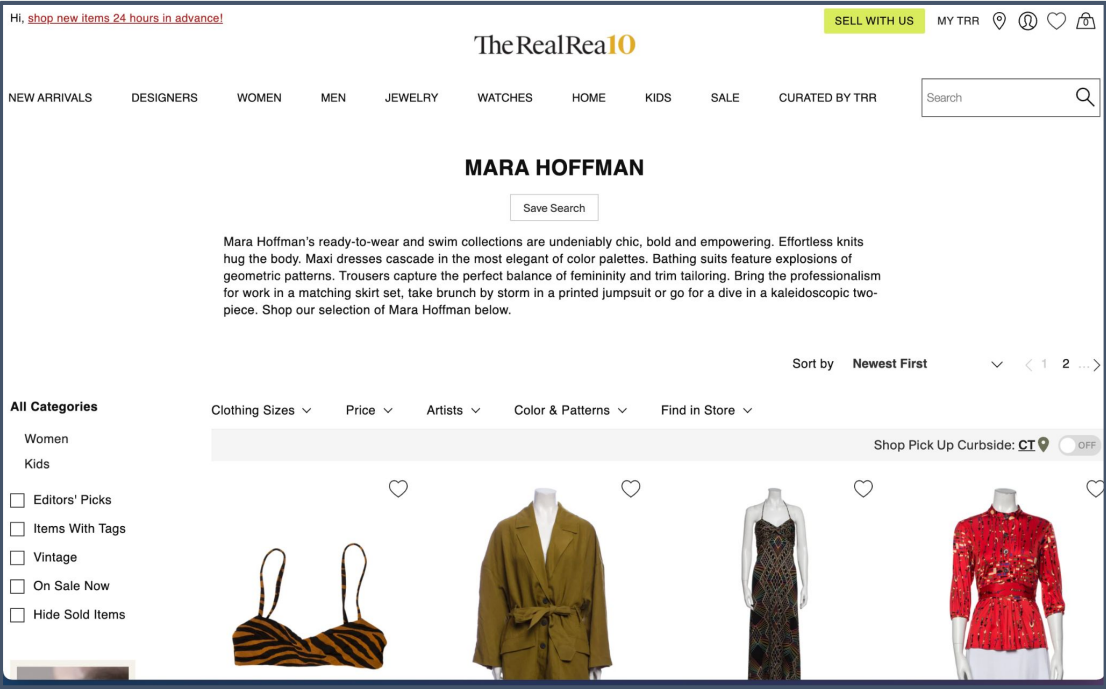 Hi, shop new items 24 hours in advance!
SELL WITH US MY TRR 0
TheRealRea10
NEW ARRIVALS DESIGNERS WOMEN MEN JEWELRY WATCHES HOME KIDS SALE CURATED BY TRR Search
MARA HOFFMAN
Save Search
Mara Hoffman's ready-to-wear and swim collections are undeniably chic, bold and empowering. Effortless knits
hug the body. Maxi dresses cascade in the most elegant of color palettes. Bathing suits feature explosions of
geometric patterns. Trousers capture the perfect balance of femininity and trim tailoring. Bring the professionalism
for work in a matching skirt set, take brunch by storm in a printed jumpsuit or go for a dive in a kaleidoscopic two-
piece. Shop our selection of Mara Hoffman below.
Sort by Newest First 1 2 ...
All Categories
Clothing Sizes Price Artists Color & Patterns Find in Store
Women
Shop Pick Up Curbside: CT OFF
Kids
Editors' Picks
Items With Tags
Vintage
On Sale Now
Hide Sold Items